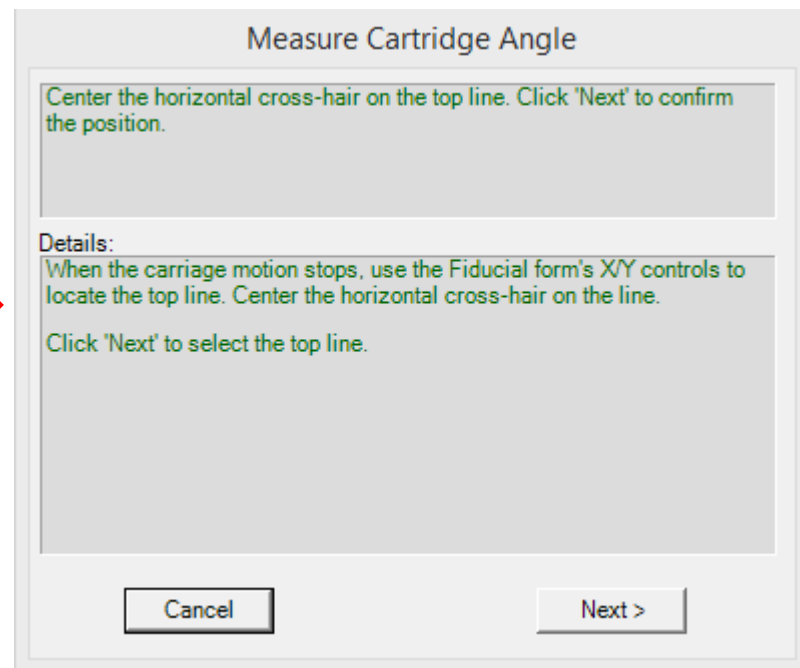 Measure Cartridge Angle
Center the horizontal cross-hair on the top line. Click 'Next' to confirm
the position.
Details:
When the carriage motion stops, use the Fiducial form's X/Y controls to
locate the top line. Center the horizontal cross-hair on the line.
Click 'Next' to select the top line.
Cancel
Next >